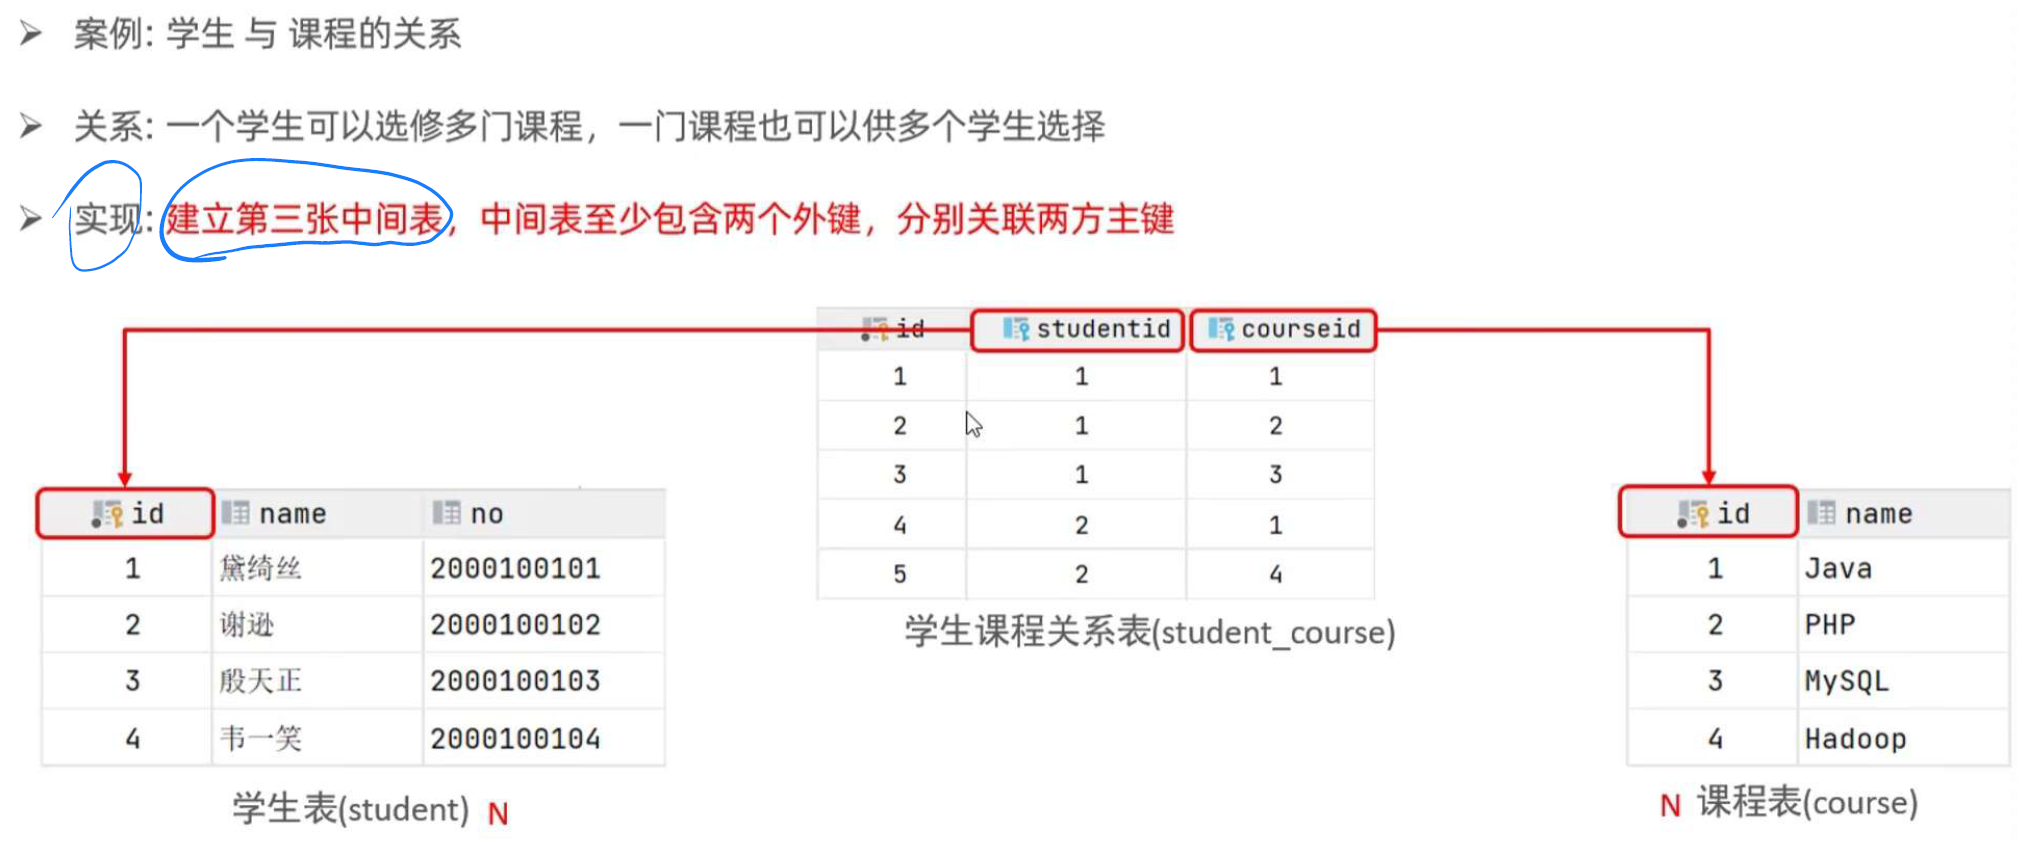 案例: 学生 与 课程的关系
关系: 一个学生可以选修多门课程，一门课程也可以供多个学生选择
实现: 建立第三张中间表，中间表至少包含两个外键，分别关联两方主键
id studentid courseid
1 1 1
2 1 2
3 1 3
4 2 1
5 2 4
学生课程关系表(student_course)
id name no
1 黛绮丝 2000100101
2 谢逊 2000100102
3 殷天正 2000100103
4 韦一笑 2000100104
学生表(student) N
id name
1 Java
2 PHP
3 MySQL
4 Hadoop
N 课程表(course)